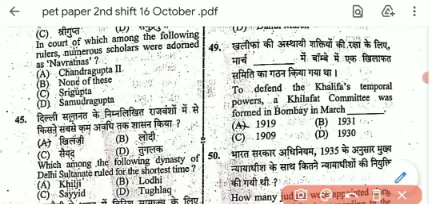 pet paper 2nd shift 16 October .pdf
(C) श्रीगुप्त
In court of which among the following
rulers, numerous scholars were adorned
as 'Navratnas' ?
(A) Chandragupta II
(B) None of these
(C) Srigupta
(D) Samudragupta
45. दिल्ली सल्तनत के निम्नलिखित राजवंशों में से
किसने सबसे कम अवधि तक शासन किया ?
(A) खिलजी (B) लोदी
(C) सैयद (D) तुगलक
Which among the following dynasty of
Delhi Sultanate ruled for the shortest time ?
(A) Khilji (B) Lodhi
(C) Sayyid (D) Tughlaq
49. खलीफा की अस्थायी शक्तियों की रक्षा के लिए,
मार्च ______ में बॉम्बे में एक खिलाफत
समिति का गठन किया गया था।
To defend the Khalifa's temporal
powers, a Khilafat Committee was
formed in Bombay in March______
(A) 1919 (B) 1931
(C) 1909 (D) 1930
50. भारत सरकार अधिनियम, 1935 के अनुसार मुख्य
न्यायाधीश के साथ कितने न्यायाधीशों की नियुक्ति
की गयी थी ?
How many